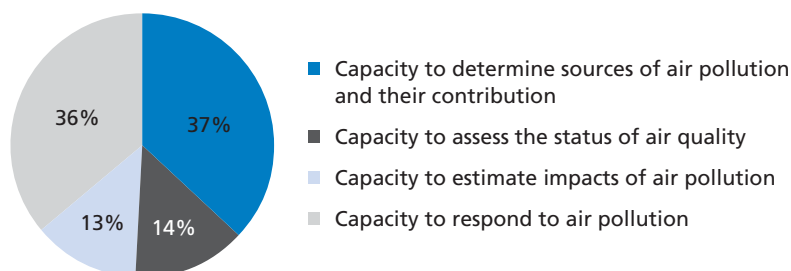 Capacity to determine sources of air pollution
and their contribution
36%
37%
Capacity to assess the status of air quality
Capacity to estimate impacts of air pollution
13%
14%
Capacity to respond to air pollution